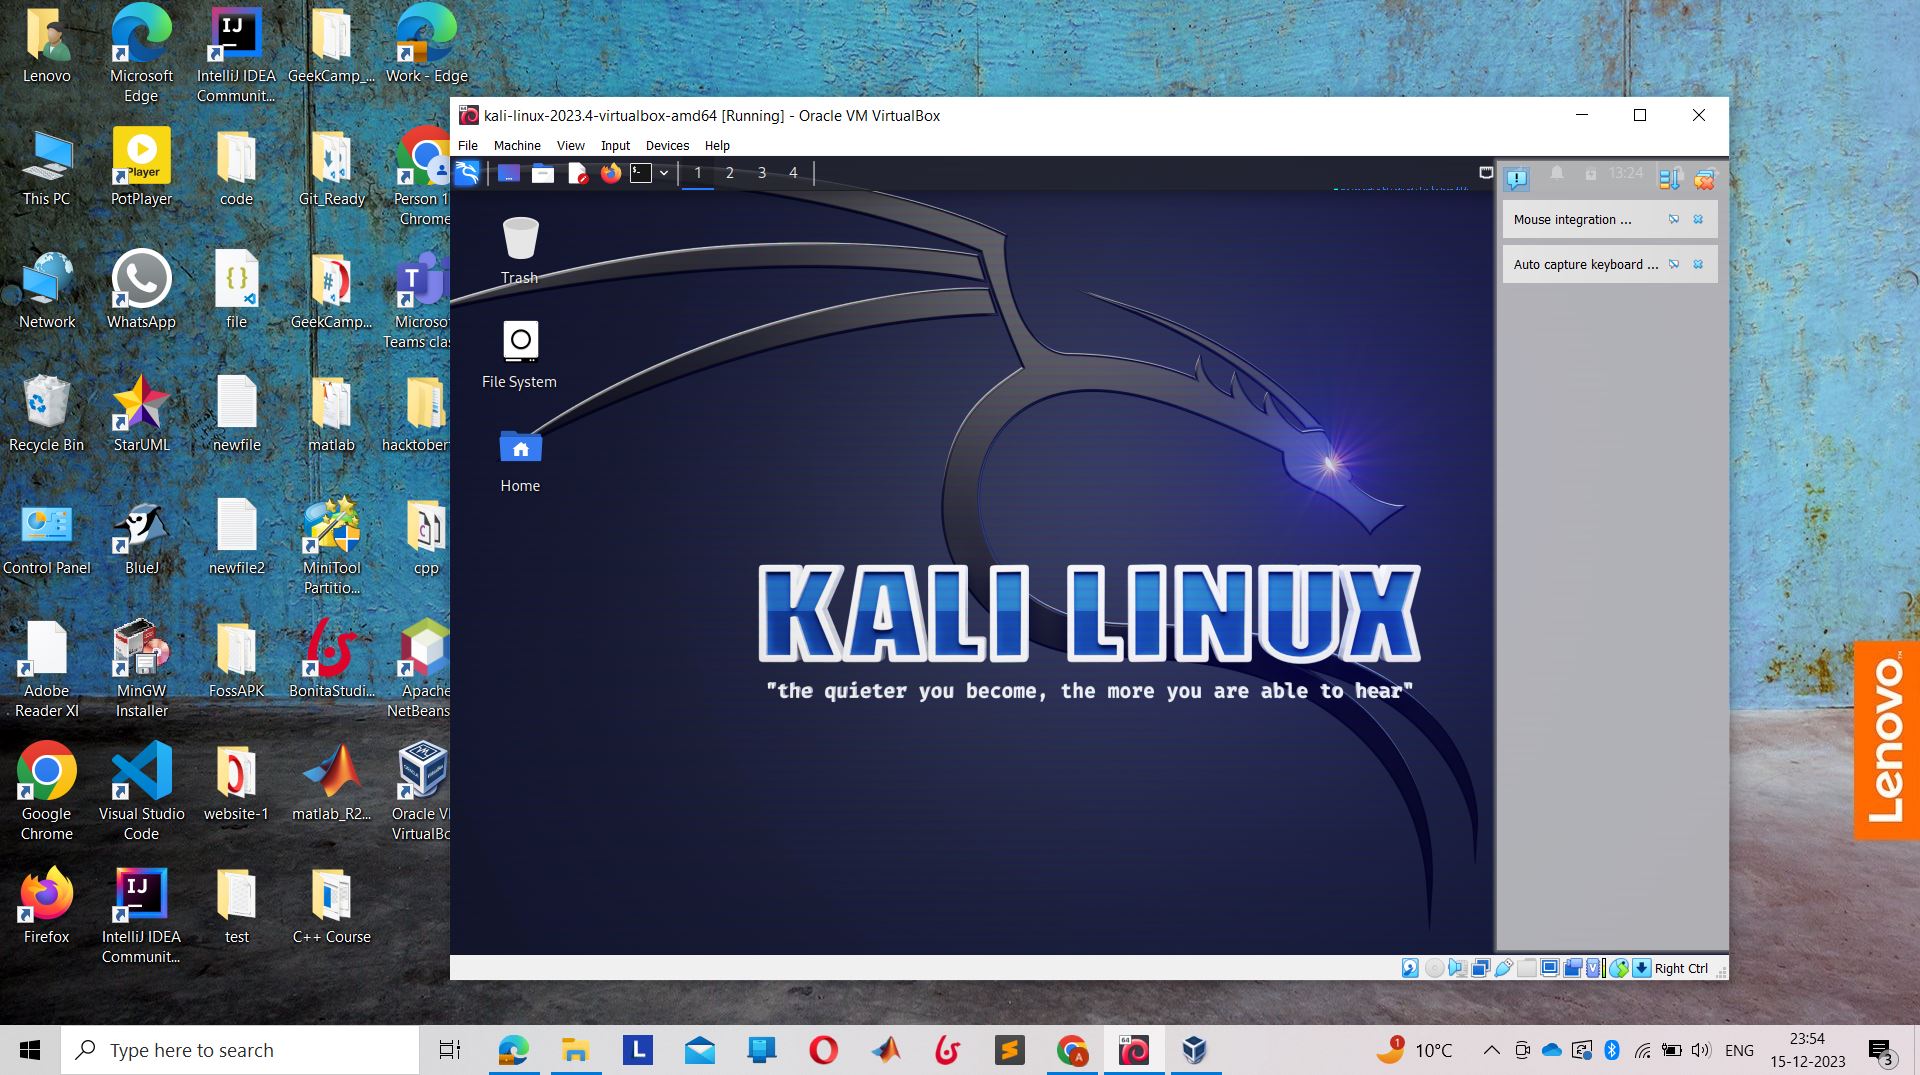 Lenovo
Microsoft
Edge
IntelliJ IDEA
Communit...
GeekCamp_...
Work - Edge
This PC
PotPlayer
Player
code
Git_Ready
Person 1
Chrome
Network
WhatsApp
file
GeekCamp...
Microsof
Teams clas
Recycle Bin
StarUML
newfile
matlab
hacktober
Control Panel
BlueJ
newfile2
MiniTool
Partitio...
cpp
Adobe
Reader XI
MinGW
Installer
FossAPK
BonitaStudi...
Apache
NetBeans
Google
Chrome
Visual Studio
Code
website-1
matlab_R2...
Oracle VM
VirtualBo
Firefox
IntelliJ IDEA
Communit...
test
C++ Course
kali-linux-2023.4-virtualbox-amd64 [Running] - Oracle VM VirtualBox
File Machine View Input Devices Help
1 2 3 4
13:24
Mouse integration ...
Auto capture keyboard ...
Trash
File System
Home
KALI LINUX
"the quieter you become, the more you are able to hear"
Right Ctrl
Lenovo
Type here to search
1
10°C
ENG
23:54
15-12-2023
3